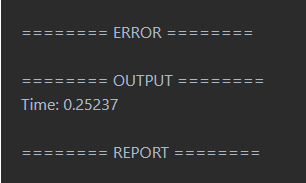 ======== ERROR ========
======== OUTPUT ========
Time: 0.25237
======== REPORT ========